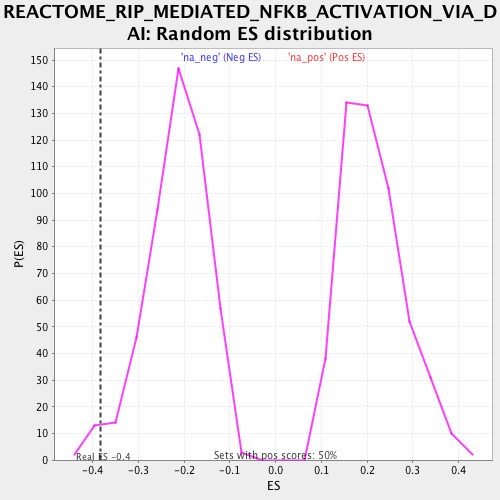 REACTOME_RIP_MEDIATED_NFKB_ACTIVATION_VIA_D
AI: Random ES distribution
'na_neg' (Neg ES) 'na_pos' (Pos ES)
150
140
130
120
110
100
90
80
70
60
50
40
30
20
10
0
P(ES)
Real ES -0.4
Sets with pos scores: 50%
-0.4 -0.3 -0.2 -0.1 0.0 0.1 0.2 0.3 0.4
ES